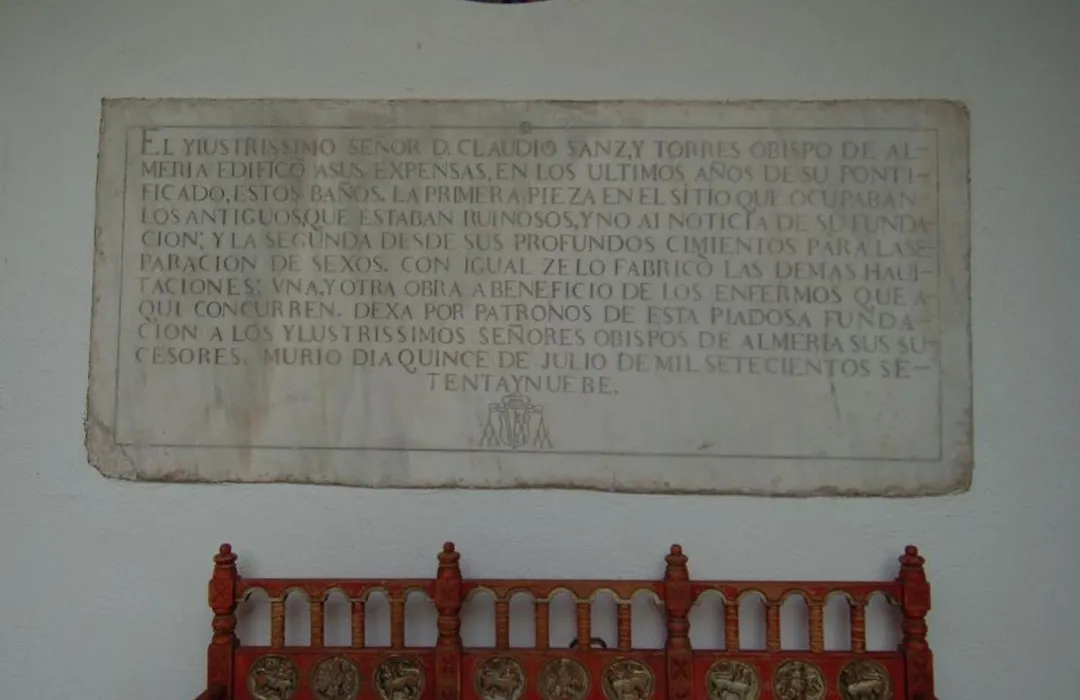 EL YLUSTRISSIMO SEÑOR D. CLAUDIO SANZ, Y TORRES OBISPO DE AL-
MERIA EDIFICÓ ASUS EXPENSAS, EN LOS ULTIMOS AÑOS DE SU PONTI-
FICADO, ESTOS BAÑOS. LA PRIMERA PIEZA EN EL SÍTIO QUE OCUPABAN
LOS ANTIGUOS, QUE ESTABAN RUINOSOS, Y NO AI NOTICIA DE SU FUNDA-
CION; Y LA SEGUNDA DESDE SUS PROFUNDOS CIMIENTOS PARA LA SE-
PARACION DE SEXOS. CON IGUAL ZELO FABRICÒ LAS DEMAS HAUI-
TACIONES; VNA, Y OTRA OBRA A BENEFICIO DE LOS ENFERMOS QUE A-
QUI CONCURREN. DEXA POR PATRONOS DE ESTA PIADOSA FUNDA-
CION A LOS YLUSTRISSIMOS SEÑORES OBISPOS DE ALMERÍA SUS SU-
CESORES. MURIO DIA QUINCE DE JULIO DE MIL SETECIENTOS SE-
TENTA Y NUEBE.